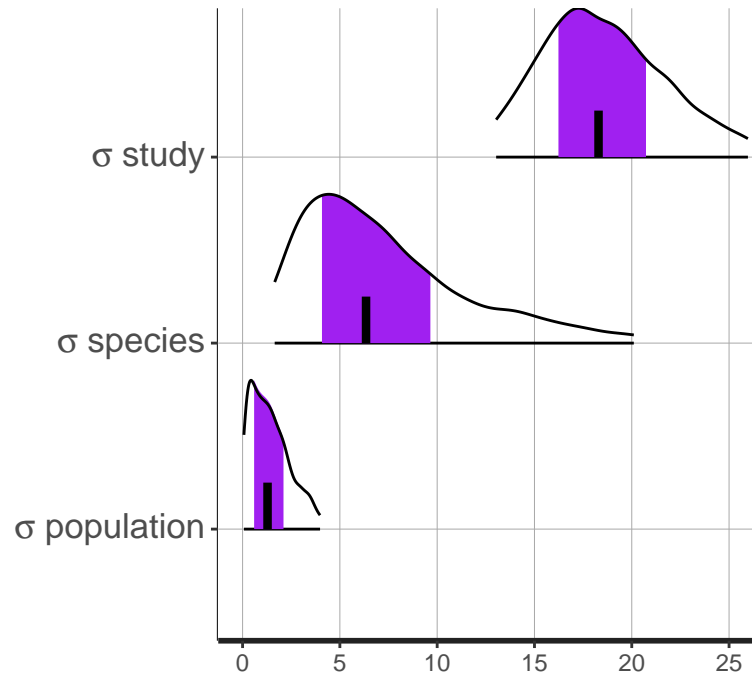 σ study
σ species
σ population
0 5 10 15 20 25